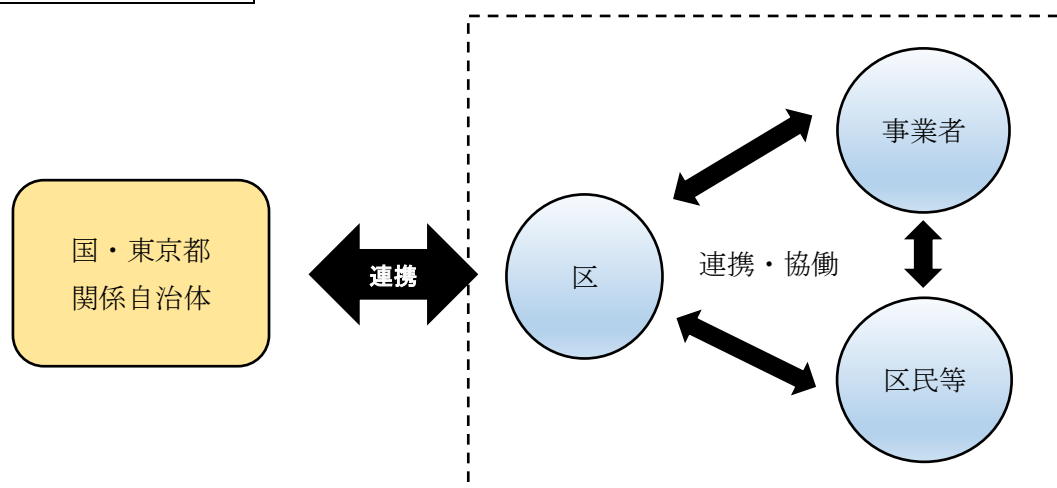 国・東京都
関係自治体
連携
区
連携・協働
事業者
区民等